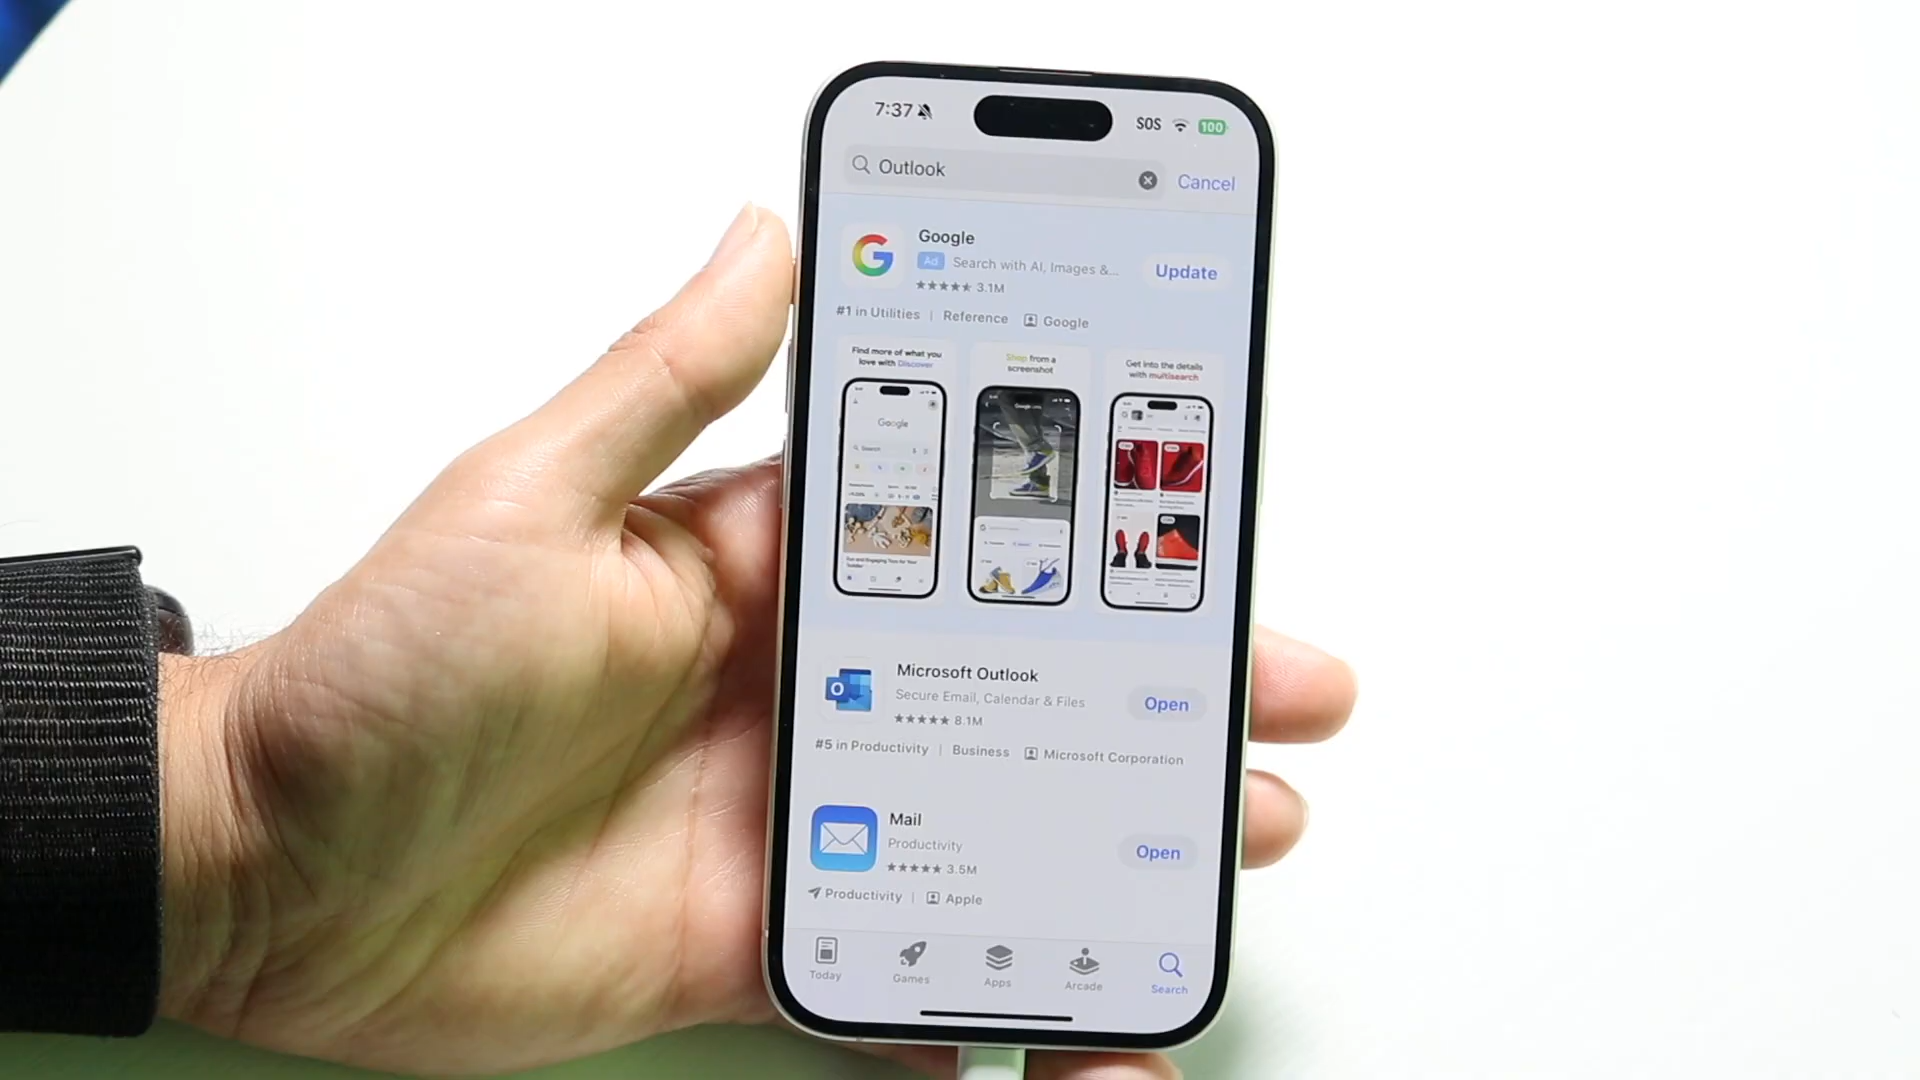 7:37
SOS 100
Outlook
Cancel
Google
Ad Search with AI, Images &...
3.1M
Update
#1 in Utilities | Reference Google
Find more of what you
love with Discover
Shop from a
screenshot
Get into the details
with multisearch
Google
Search
Microsoft Outlook
Secure Email, Calendar & Files
8.1M
Open
#5 in Productivity | Business Microsoft Corporation
Mail
Productivity
3.5M
Open
Productivity | Apple
Today
Games
Apps
Arcade
Search